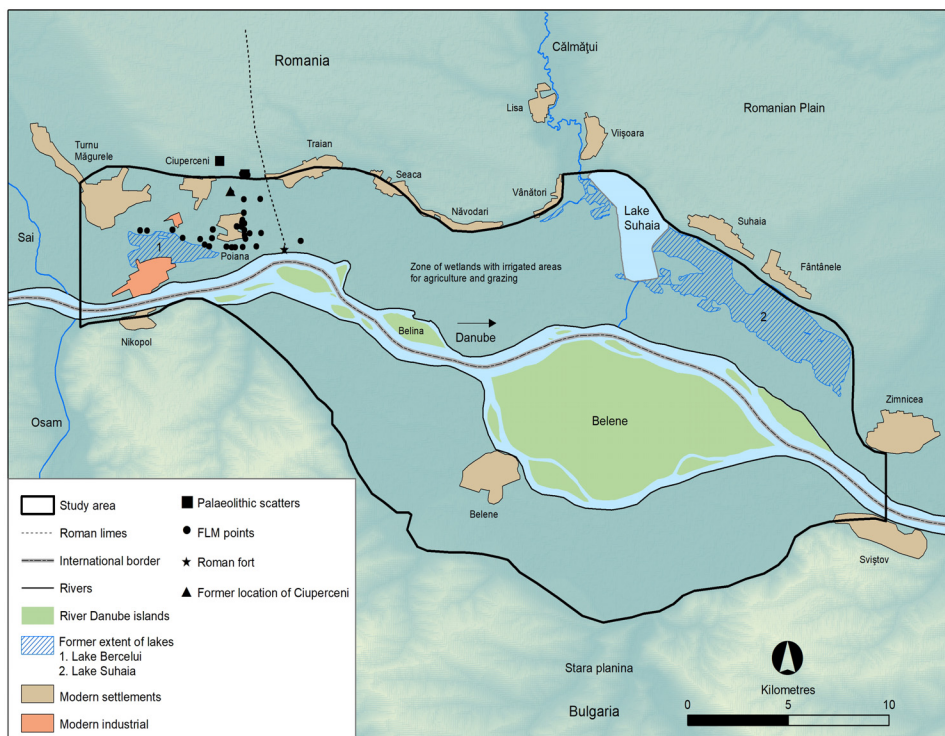 Călmățui
Romania
Lisa
Romanian Plain
Viișoara
Turnu
Măgurele
Ciuperceni
Traian
Seaca
Vânători
Năvodari
Lake
Suhaia
Suhaia
Sai
1
Poiana
Fântânele
Zone of wetlands with irrigated areas
for agriculture and grazing
2
Belina
Danube
Nikopol
Zimnicea
Osam
Belene
Belene
Sviștov
Study area
Roman limes
International border
Rivers
River Danube islands
Former extent of lakes
1. Lake Bercelui
2. Lake Suhaia
Modern settlements
Modern industrial
Palaeolithic scatters
FLM points
Roman fort
Former location of Ciuperceni
Stara planina
Bulgaria
Kilometres
0 5 10